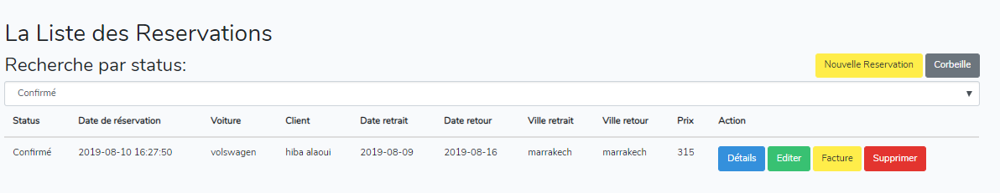 La Liste des Reservations
Recherche par status:
Nouvelle Reservation Corbeille
Confirmé
Status Date de réservation Voiture Client Date retrait Date retour Ville retrait Ville retour Prix Action
Confirmé 2019-08-10 16:27:50 volswagen hiba alaoui 2019-08-09 2019-08-16 marrakech marrakech 315 Détails Editer Facture Supprimer